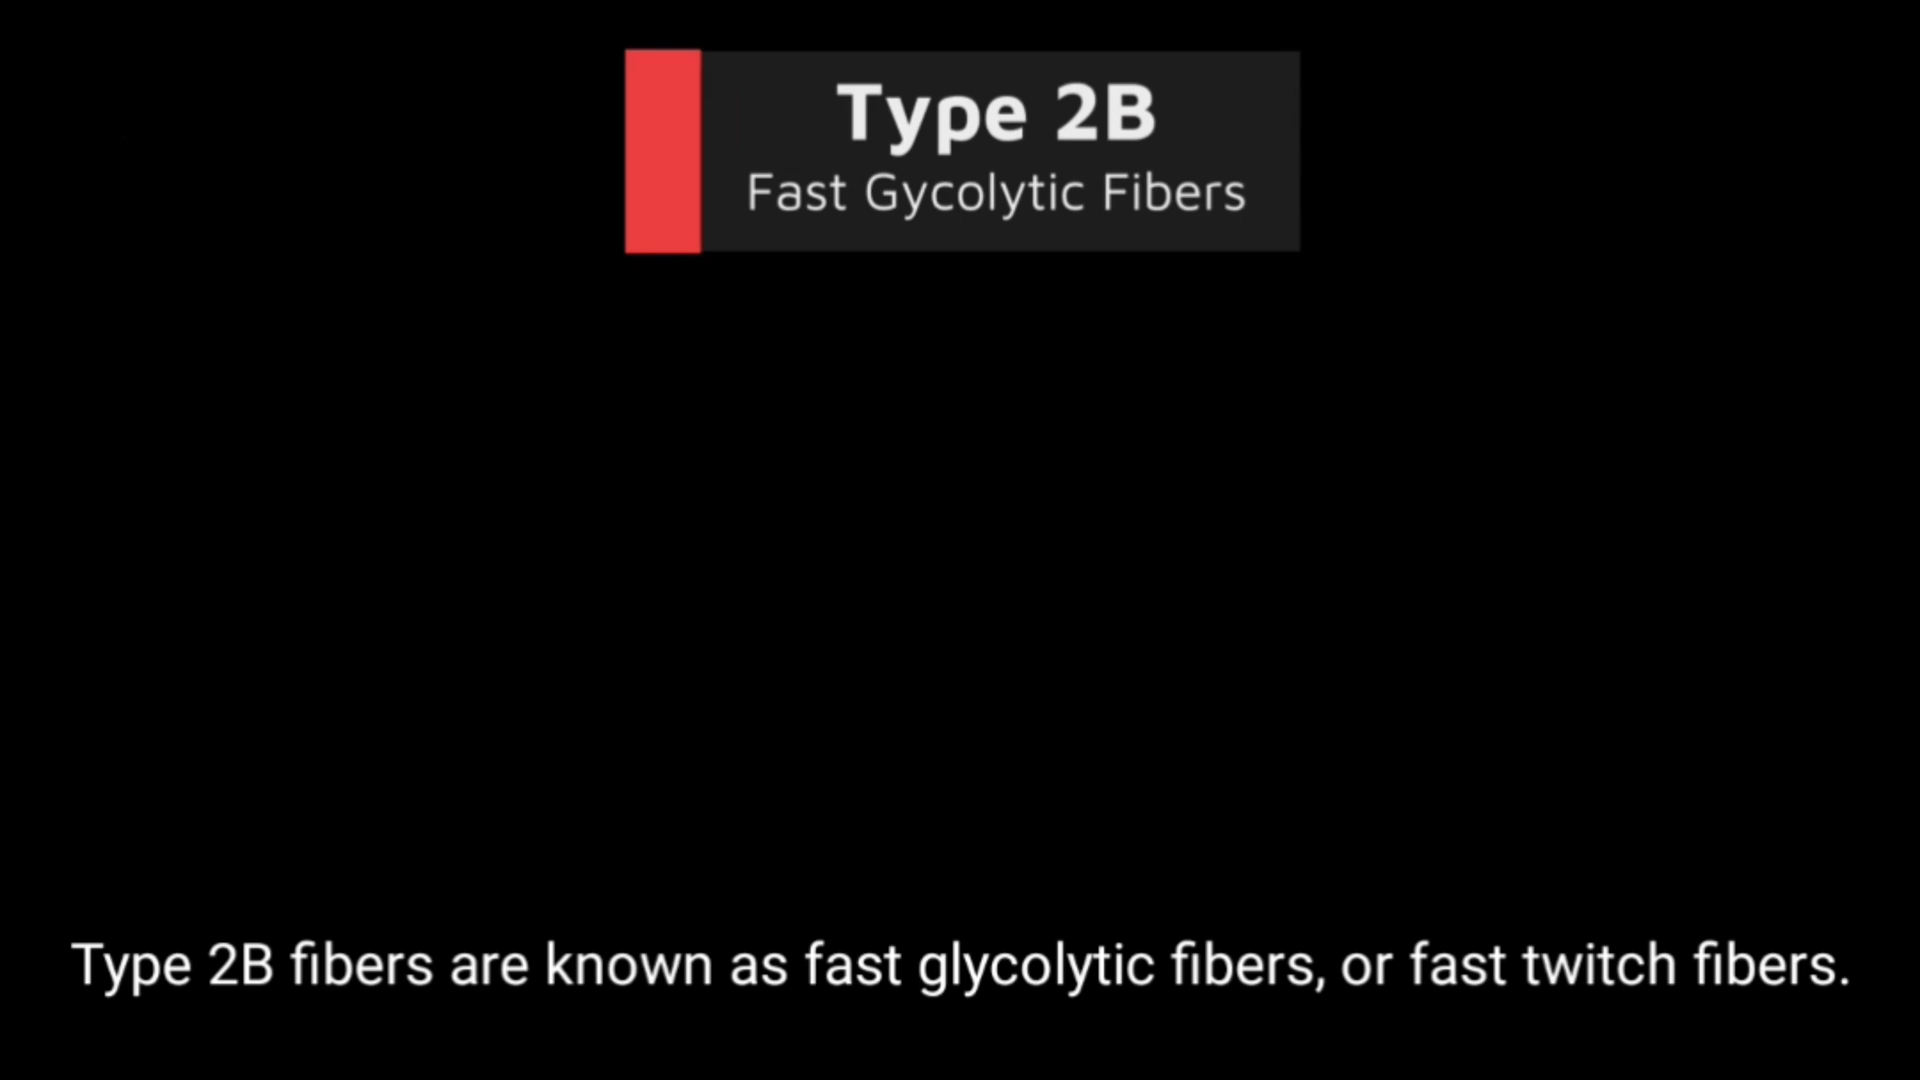 Type 2B
Fast Gycolytic Fibers
Type 2B fibers are known as fast glycolytic fibers, or fast twitch fibers.